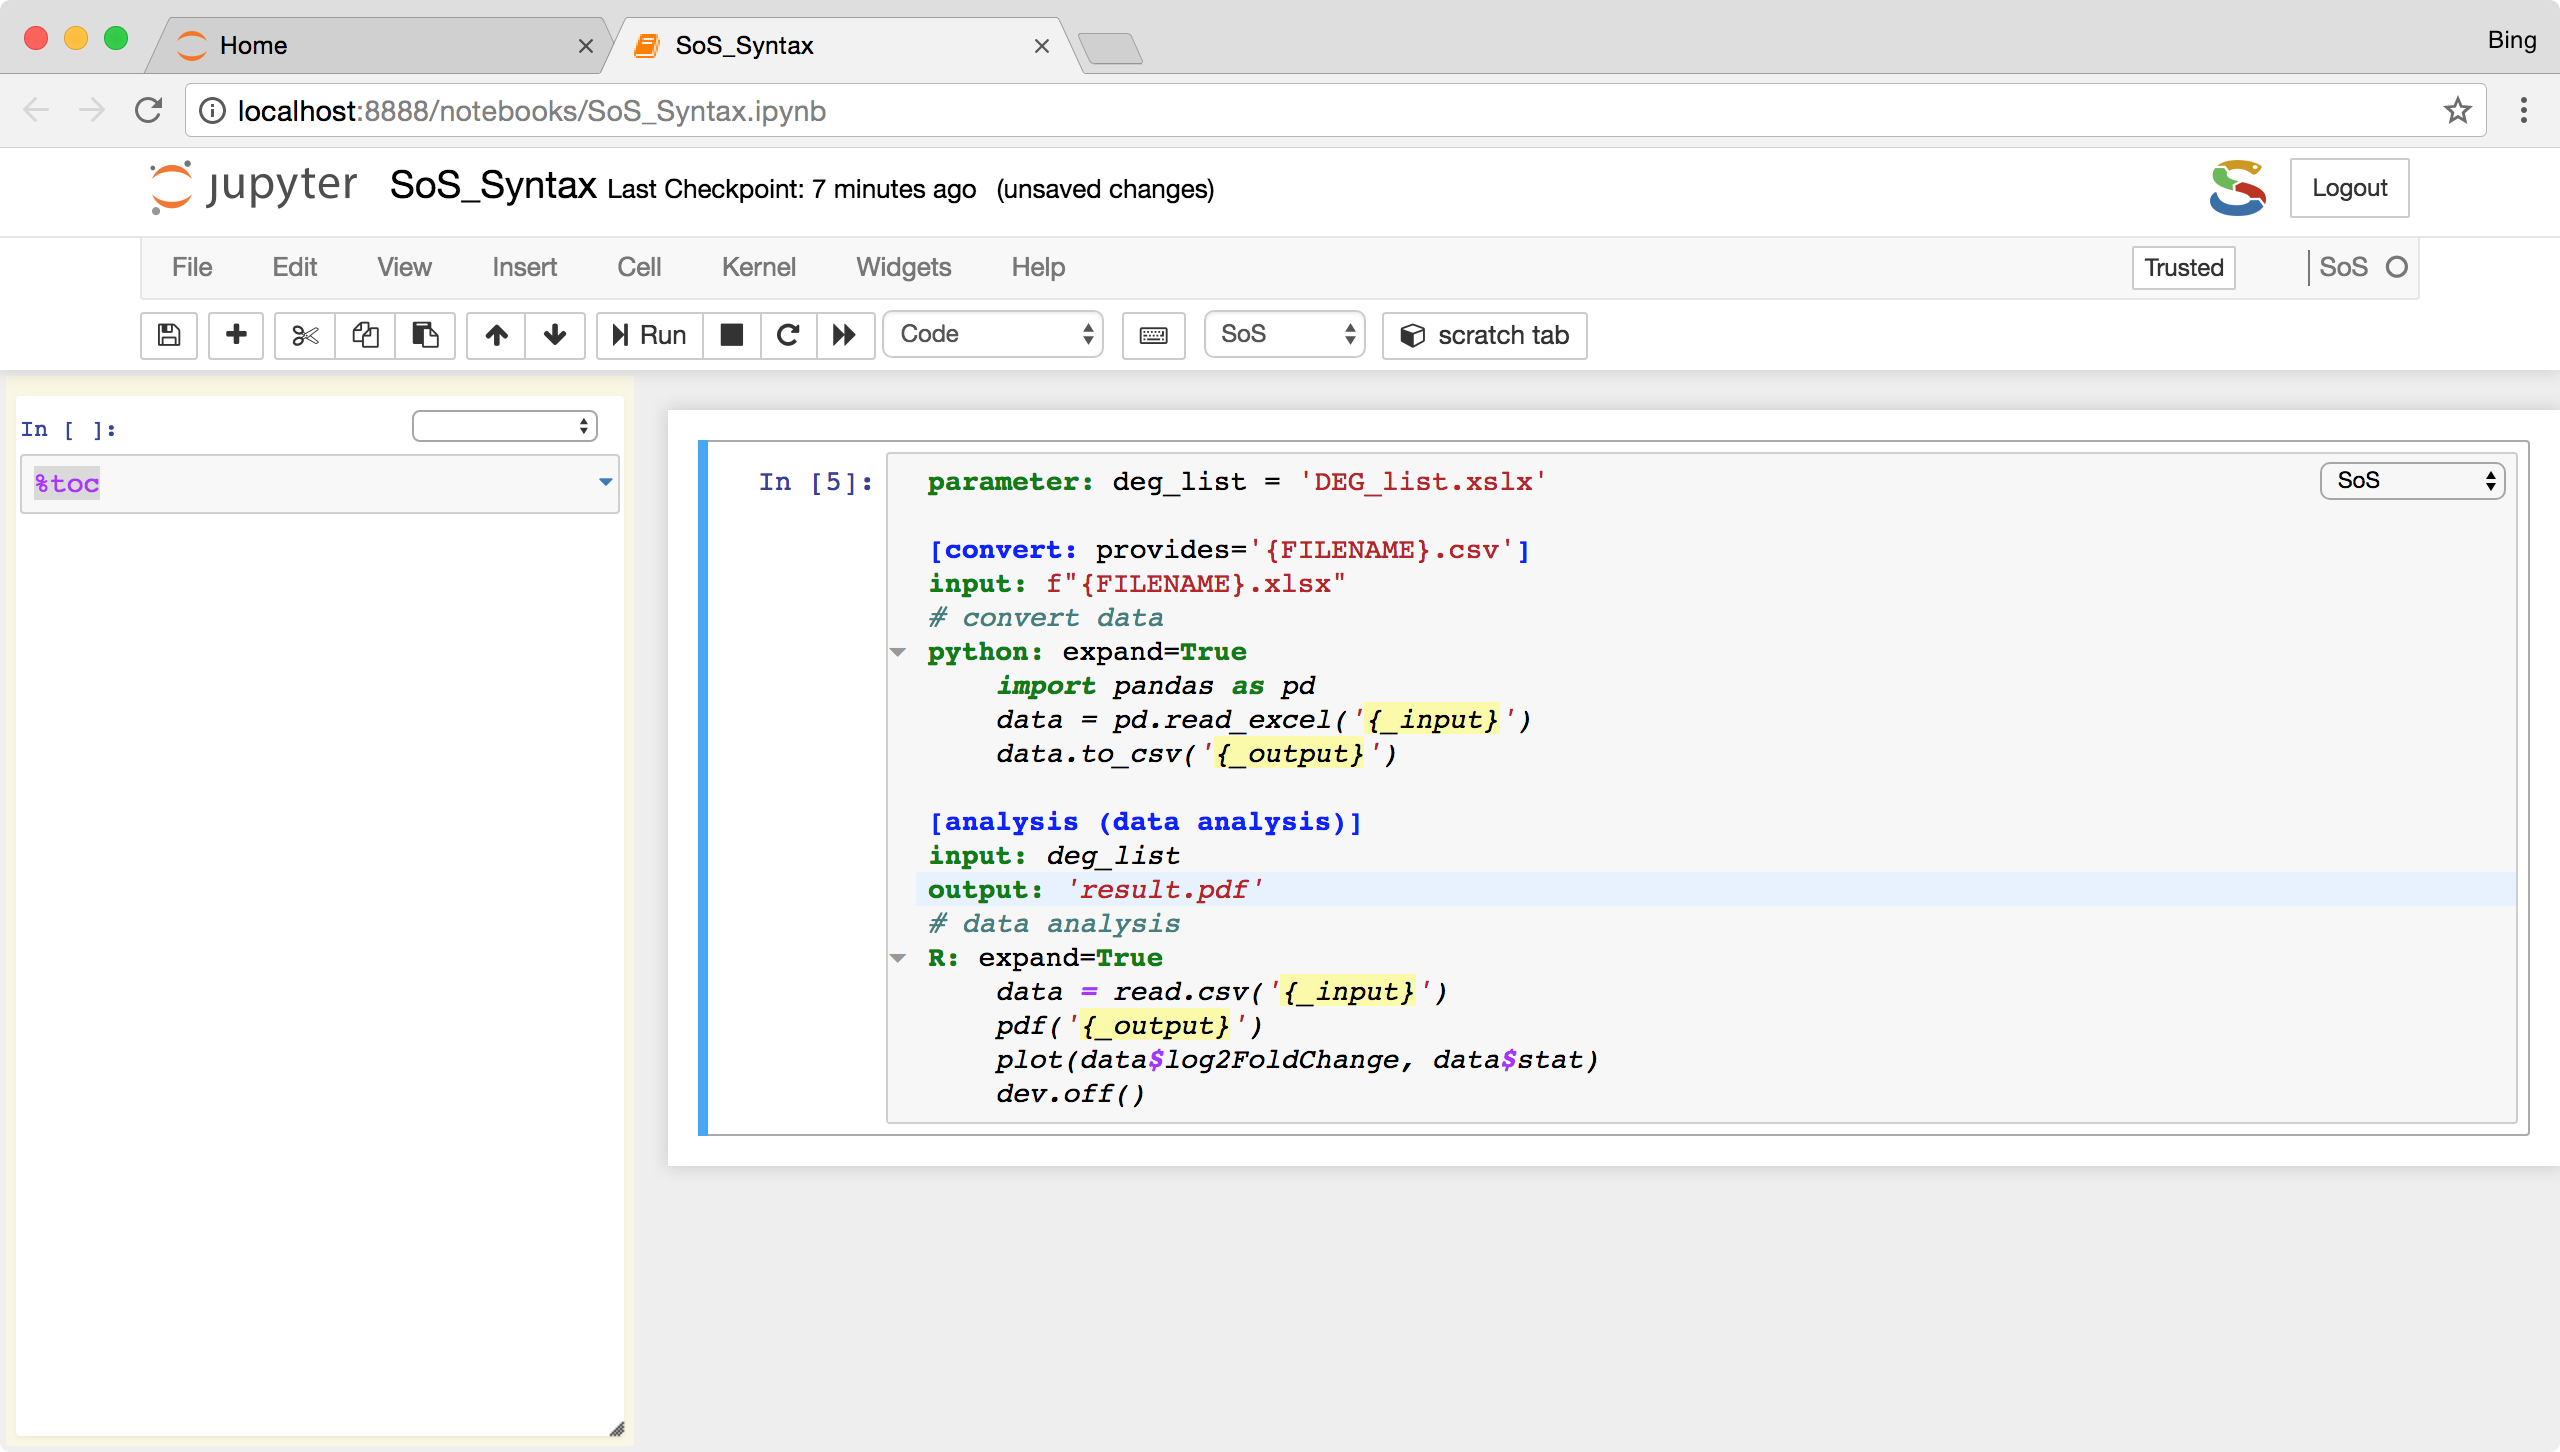 Home
SoS_Syntax
Bing
localhost:8888/notebooks/SoS_Syntax.ipynb
jupyter SoS_Syntax Last Checkpoint: 7 minutes ago (unsaved changes)
Logout
File Edit View Insert Cell Kernel Widgets Help
Trusted
SoS
Run
Code
SoS
scratch tab
In [ ]:
%toc
In [5]:
parameter: deg_list = 'DEG_list.xslx'
SoS
[convert: provides='{FILENAME}.csv']
input: f"{FILENAME}.xlsx"
# convert data
python: expand=True
import pandas as pd
data = pd.read_excel('{_input}')
data.to_csv('{_output}')
[analysis (data analysis)]
input: deg_list
output: 'result.pdf'
# data analysis
R: expand=True
data = read.csv('{_input}')
pdf('{_output}')
plot(data$log2FoldChange, data$stat)
dev.off()